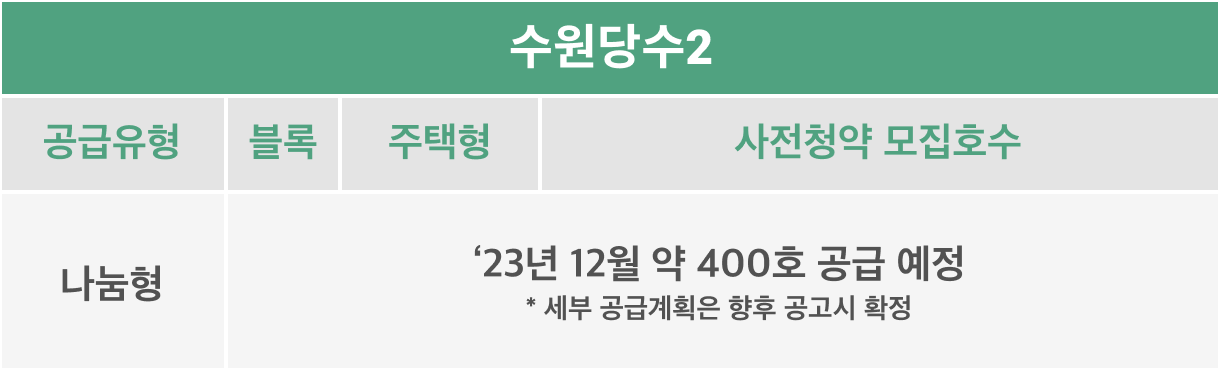 수원당수2
공급유형 블록 주택형 사전청약 모집호수
나눔형
‘23년 12월 약 400호 공급 예정
* 세부 공급계획은 향후 공고시 확정